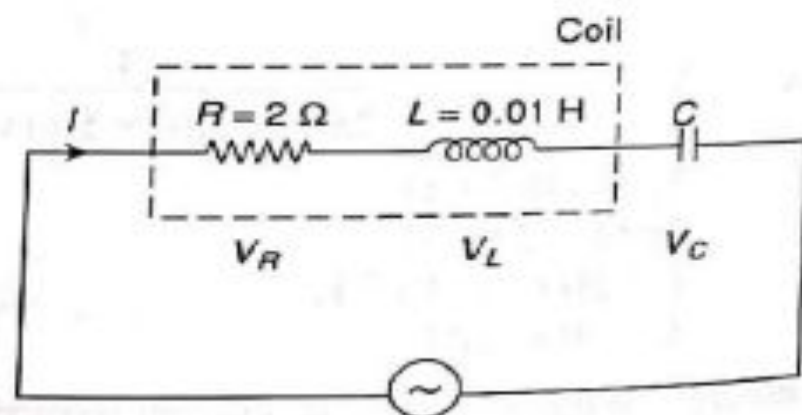 Coil
I R = 2 Ω L = 0.01 H C
V_R V_L V_C
~